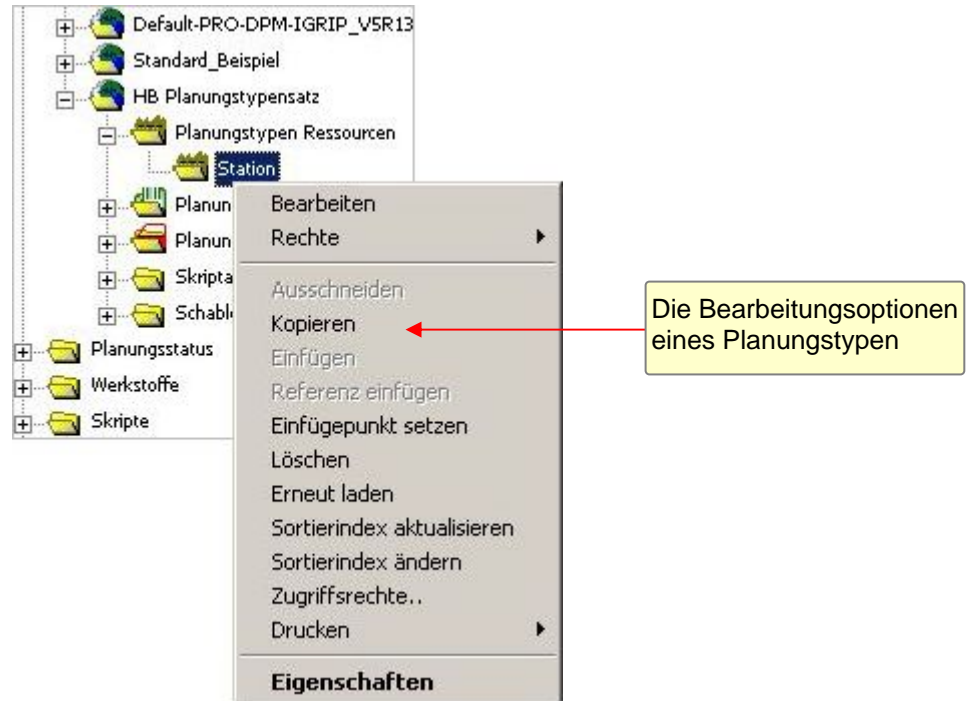 Default-PRO-DPM-IGRIP_V5R13
Standard_Beispiel
HB Planungstypensatz
Planungstypen Ressourcen
Station
Planun
Planun
Skripta
Schabl
Planungsstatus
Werkstoffe
Skripte
Bearbeiten
Rechte
Ausschneiden
Kopieren
Einfügen
Referenz einfügen
Einfügepunkt setzen
Löschen
Erneut laden
Sortierindex aktualisieren
Sortierindex ändern
Zugriffsrechte..
Drucken
Eigenschaften
Die Bearbeitungsoptionen
eines Planungstypen